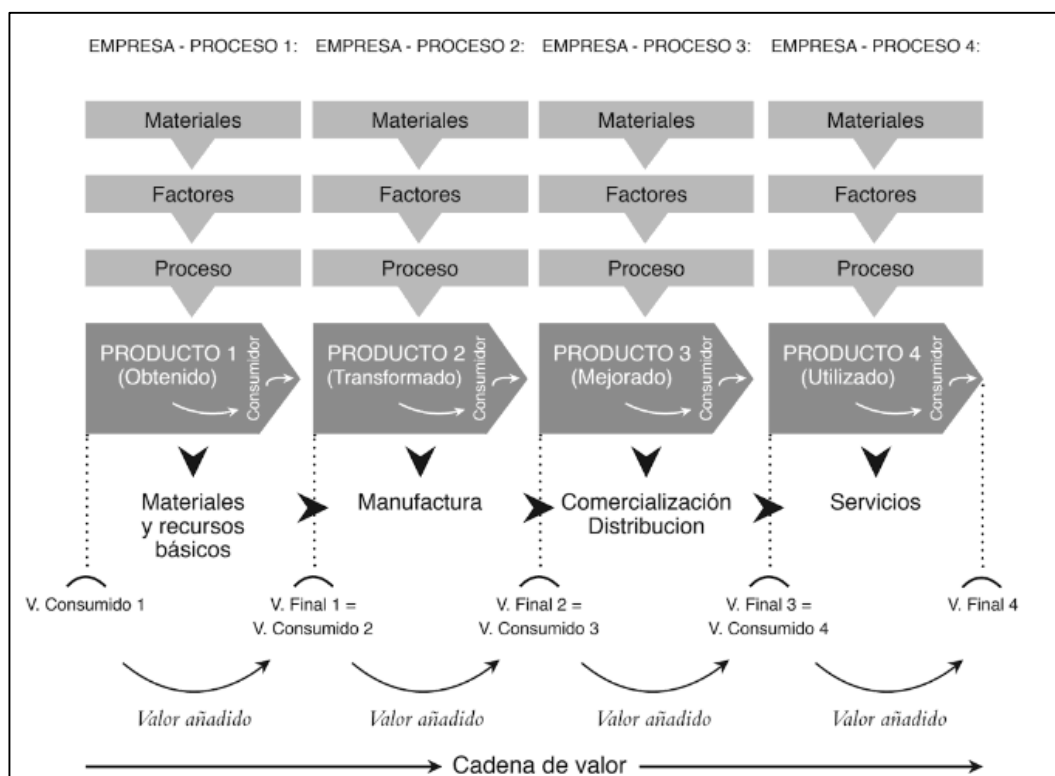 EMPRESA - PROCESO 1: EMPRESA - PROCESO 2: EMPRESA - PROCESO 3: EMPRESA - PROCESO 4:
Materiales Materiales Materiales Materiales
Factores Factores Factores Factores
Proceso Proceso Proceso Proceso
PRODUCTO 1
(Obtenido)
Consumidor
PRODUCTO 2
(Transformado)
Consumidor
PRODUCTO 3
(Mejorado)
Consumidor
PRODUCTO 4
(Utilizado)
Consumidor
Materiales
y recursos
básicos
Manufactura
Comercialización
Distribucion
Servicios
V. Consumido 1
V. Final 1 =
V. Consumido 2
V. Final 2 =
V. Consumido 3
V. Final 3 =
V. Consumido 4
V. Final 4
Valor añadido Valor añadido Valor añadido Valor añadido
Cadena de valor